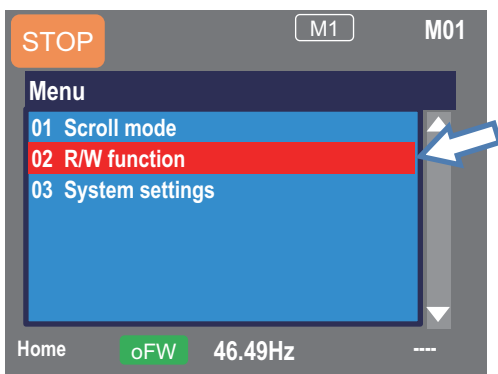 STOP M1 M01
Menu
01 Scroll mode
02 R/W function
03 System settings
Home oFW 46.49Hz ----